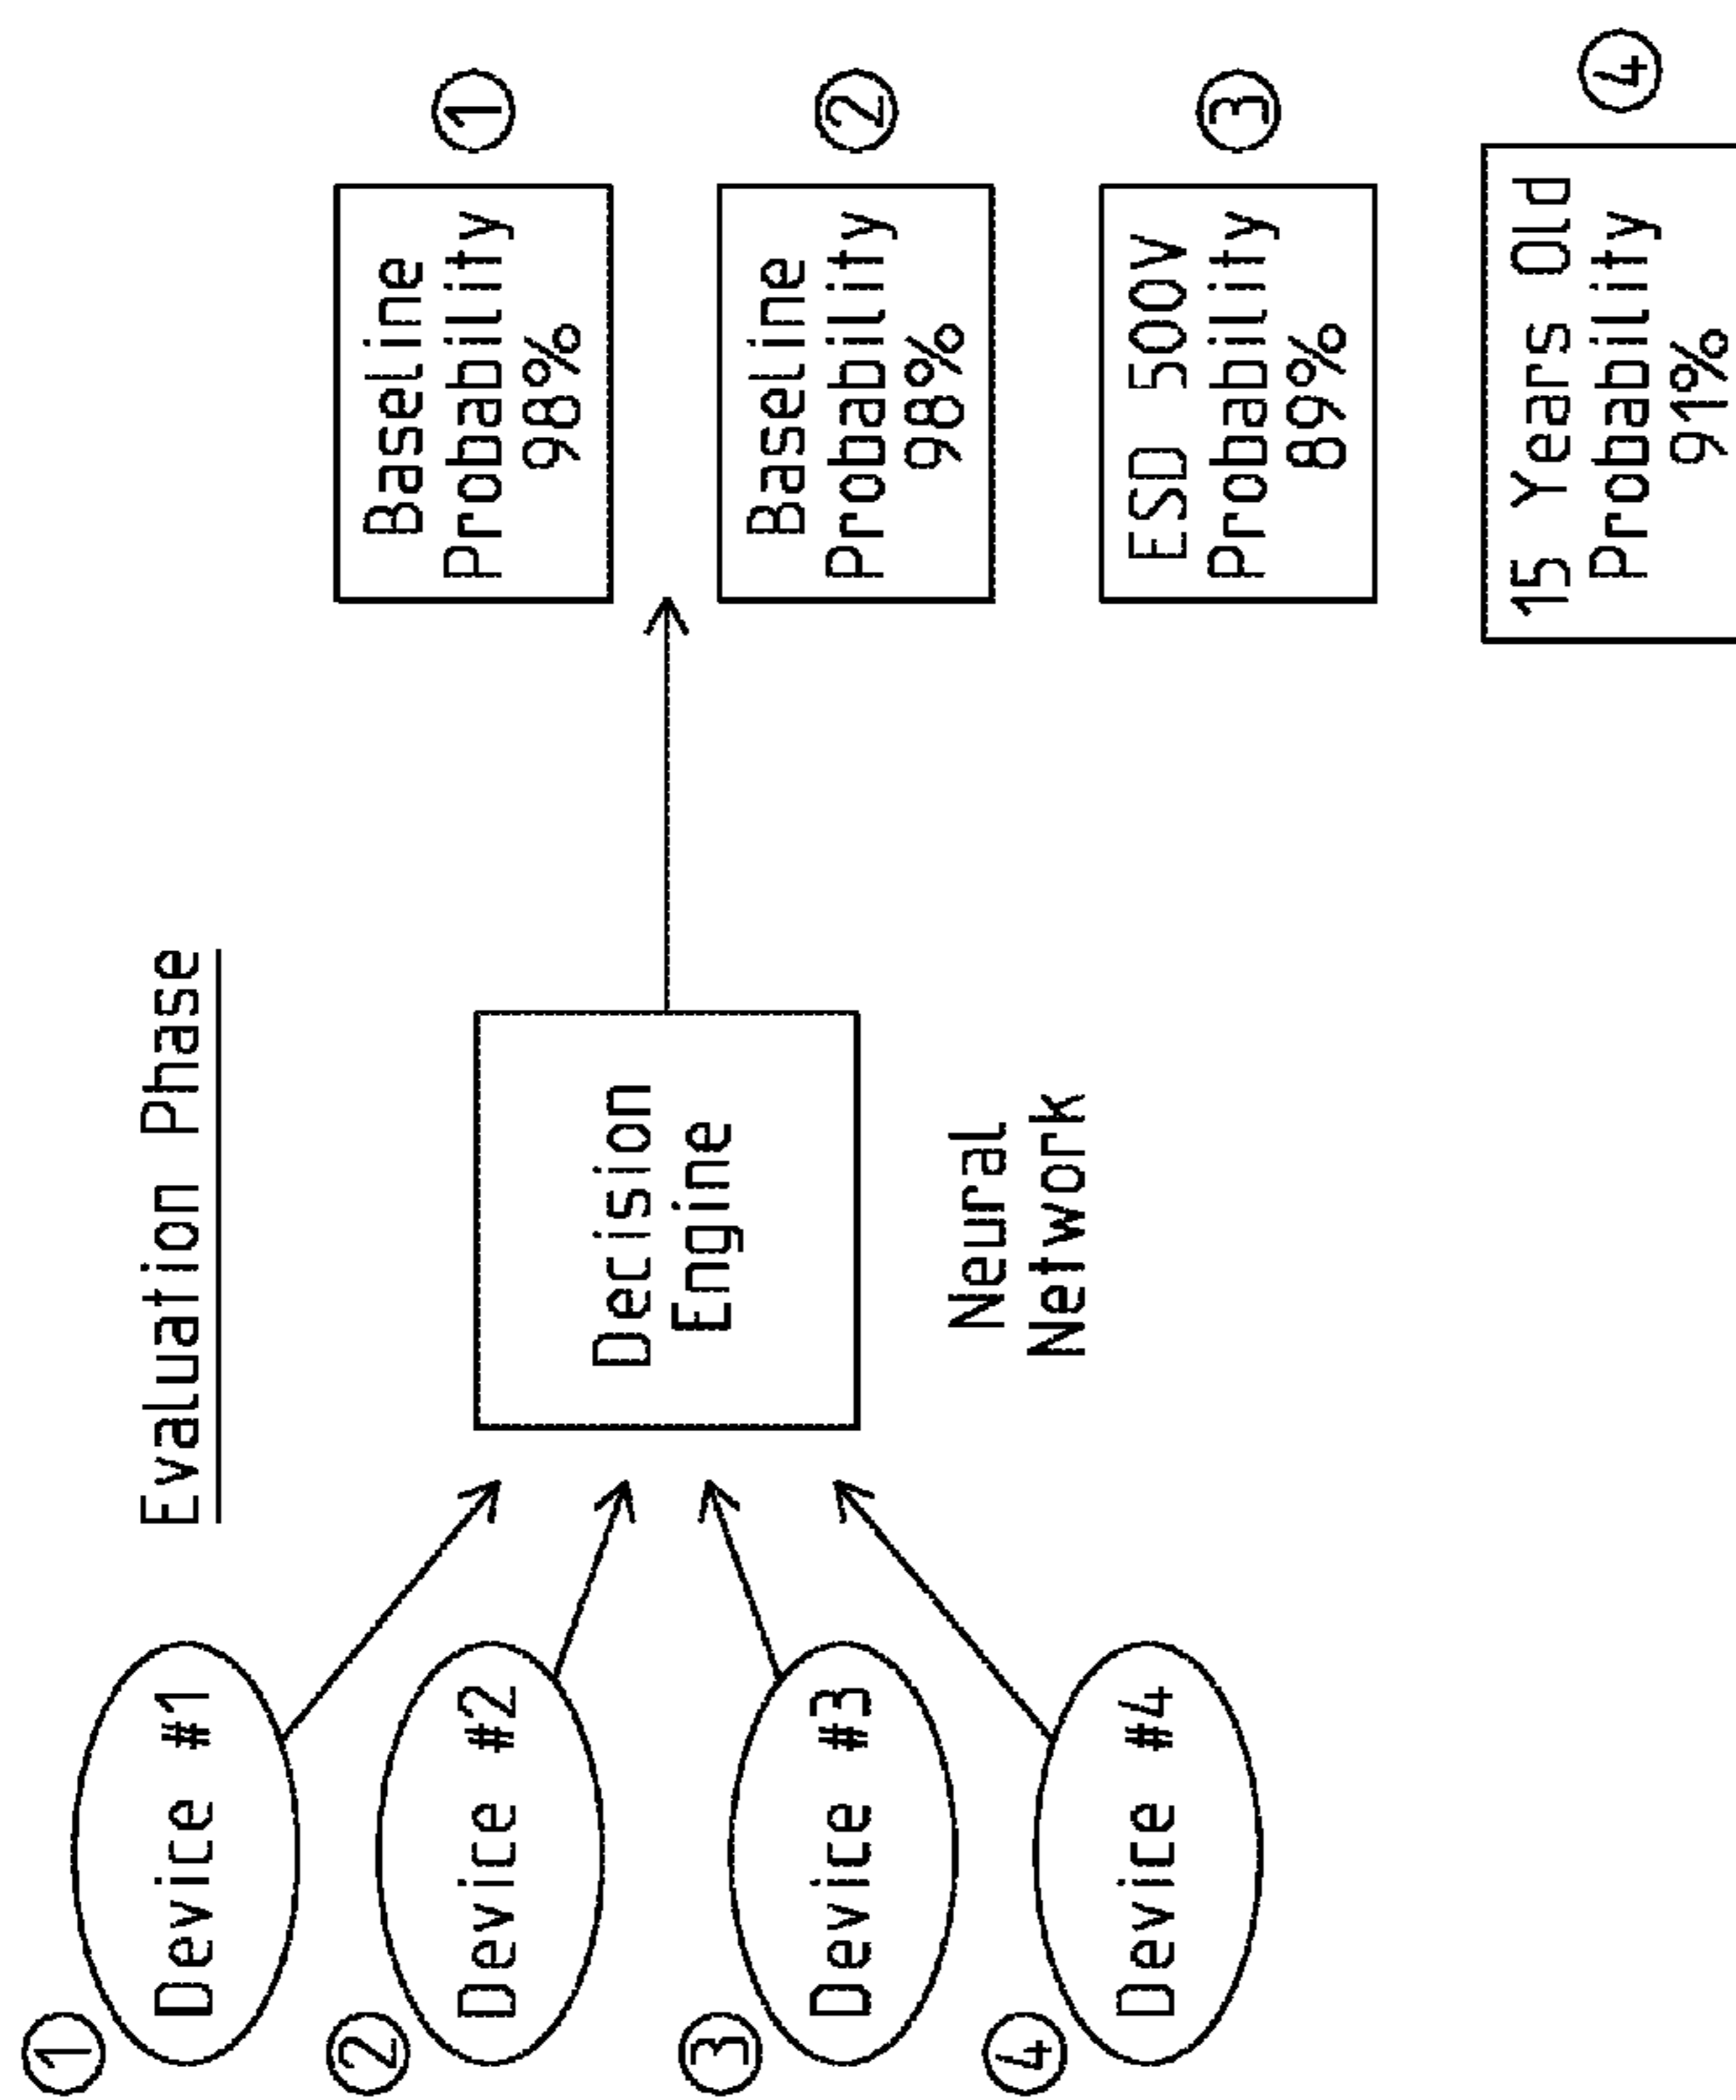 Evaluation Phase
1
Device #1
2
Device #2
3
Device #3
4
Device #4
Decision
Engine
Neural
Network
Baseline
Probability
98%
1
Baseline
Probability
98%
2
ESD 500V
Probability
89%
3
15 Years Old
Probability
91%
4